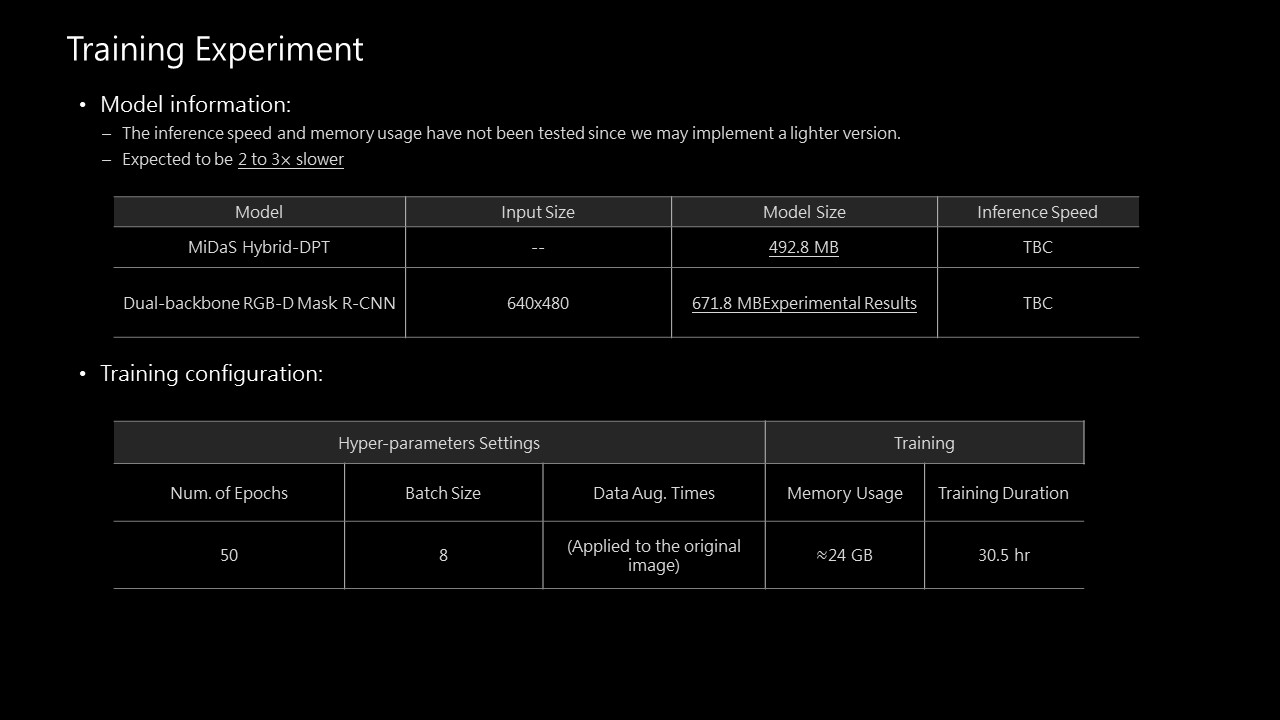 Training Experiment
• Model information:
– The inference speed and memory usage have not been tested since we may implement a lighter version.
– Expected to be 2 to 3× slower
Model Input Size Model Size Inference Speed
MiDaS Hybrid-DPT -- 492.8 MB TBC
Dual-backbone RGB-D Mask R-CNN 640x480 671.8 MBExperimental Results TBC
• Training configuration:
Hyper-parameters Settings Training
Num. of Epochs Batch Size Data Aug. Times Memory Usage Training Duration
50 8 (Applied to the original image) ≈24 GB 30.5 hr